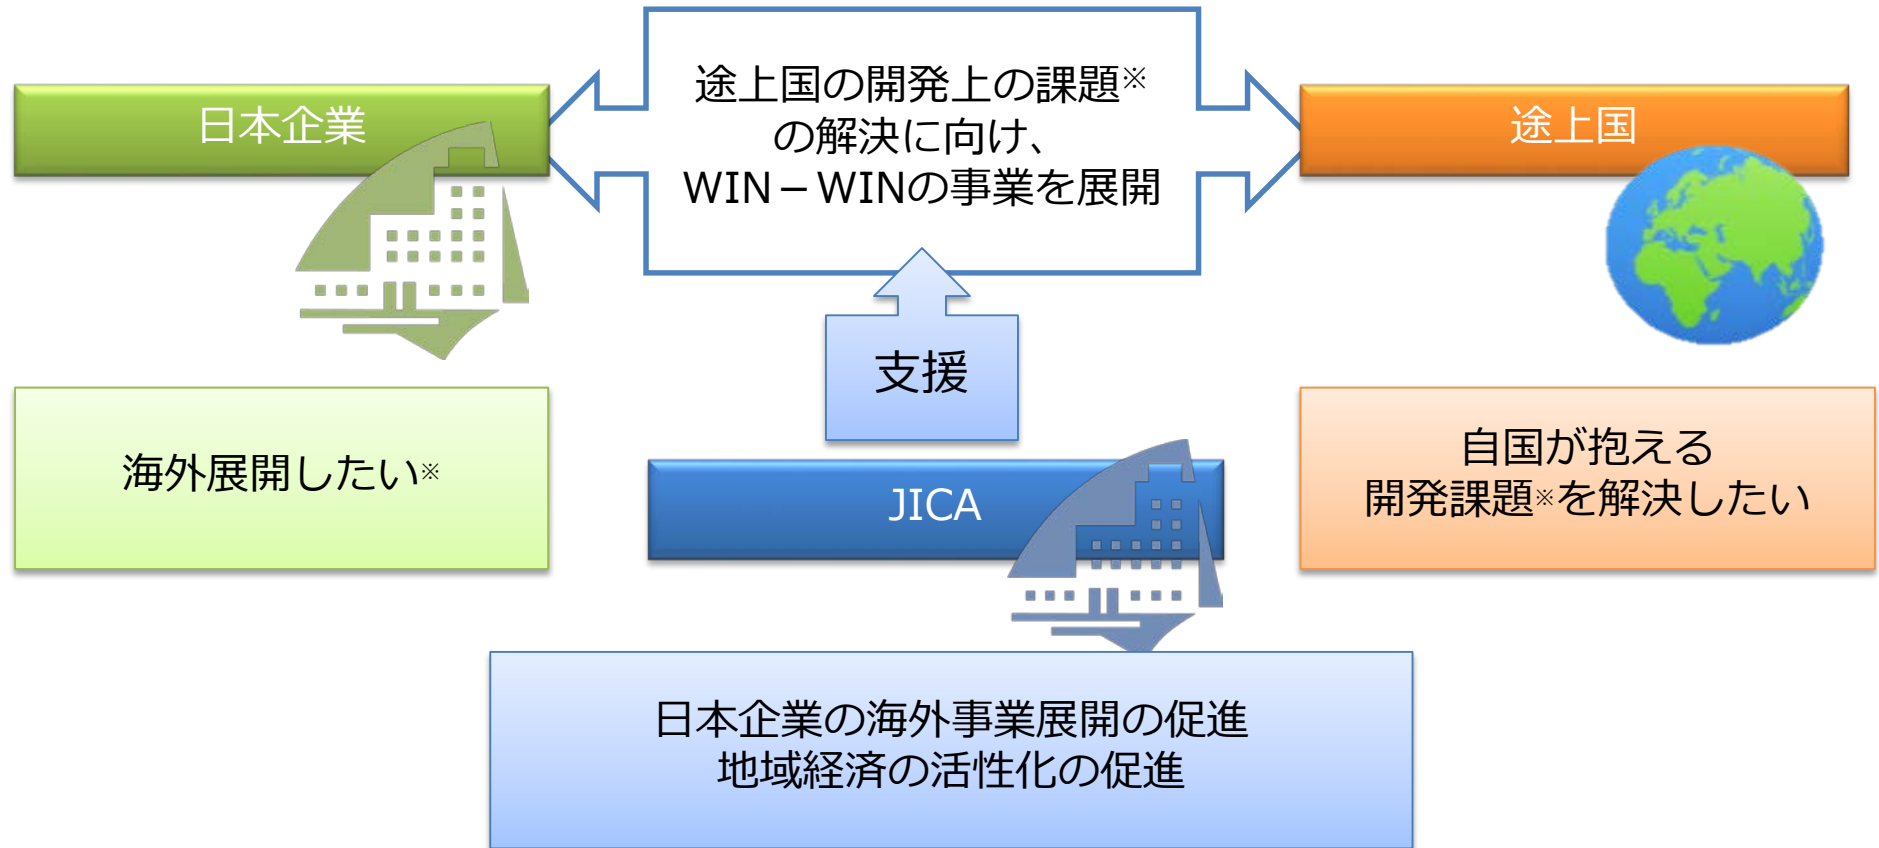 途上国の開発上の課題※
の解決に向け、
WIN－WINの事業を展開
日本企業
途上国
支援
海外展開したい※
JICA
自国が抱える
開発課題※を解決したい
日本企業の海外事業展開の促進
地域経済の活性化の促進